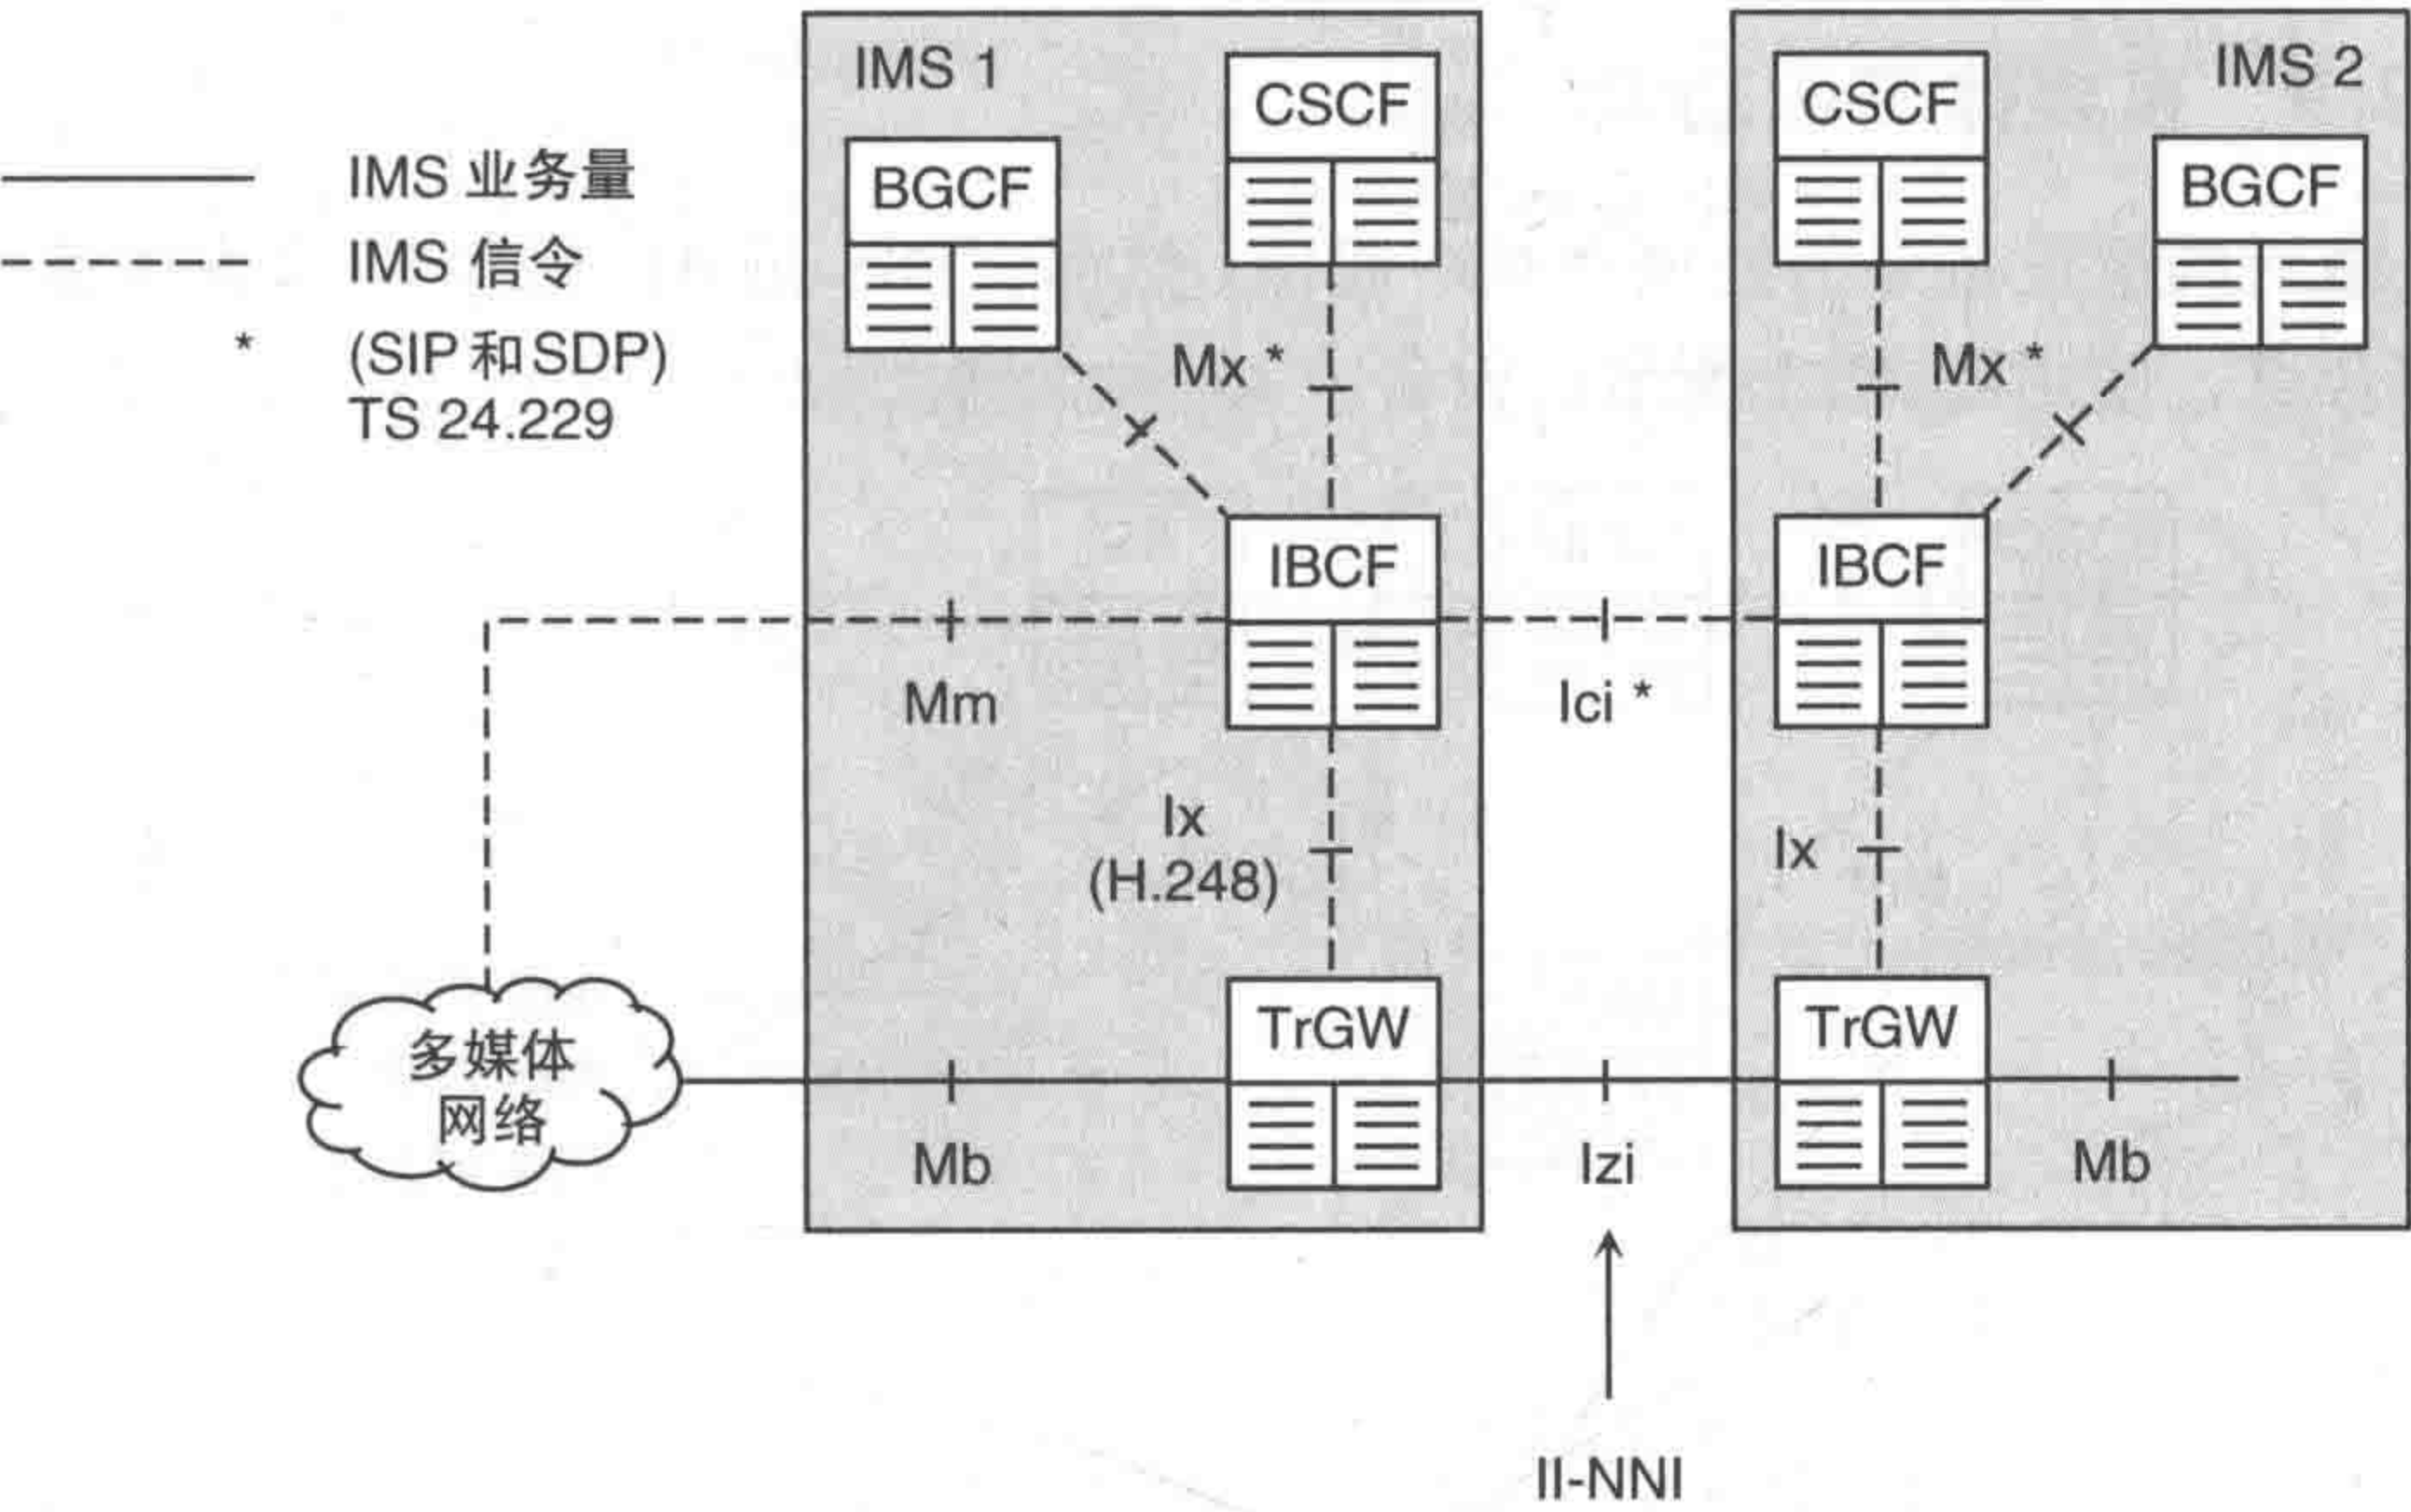 IMS 1
CSCF
CSCF
IMS 2
BGCF
BGCF
IMS 业务量
IMS 信令
* (SIP 和 SDP)
TS 24.229
Mx *
Mx *
IBCF
IBCF
Mm
Ici *
Ix
(H.248)
Ix
TrGW
TrGW
多媒体
网络
Mb
Izi
Mb
II-NNI